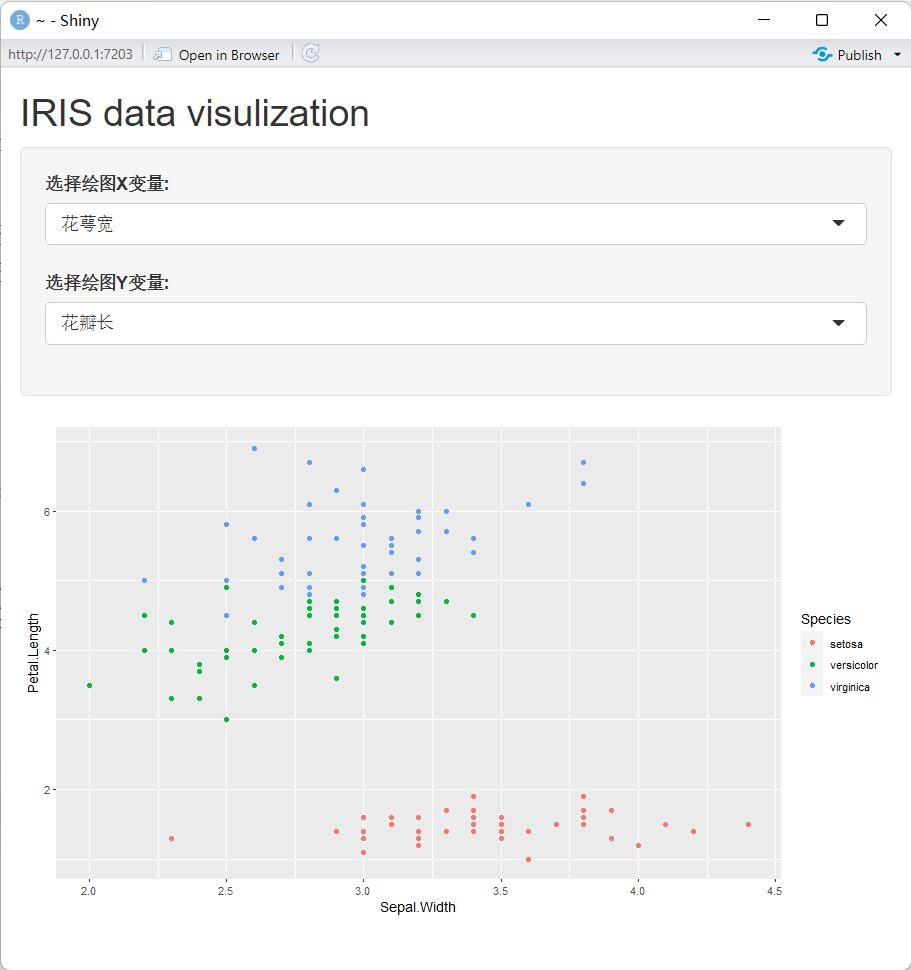 R ~ - Shiny
http://127.0.0.1:7203 Open in Browser Publish
IRIS data visulization
选择绘图X变量:
花萼宽
选择绘图Y变量:
花瓣长
6
4
2
Petal.Length
2.0 2.5 3.0 3.5 4.0 4.5
Sepal.Width
Species
setosa
versicolor
virginica